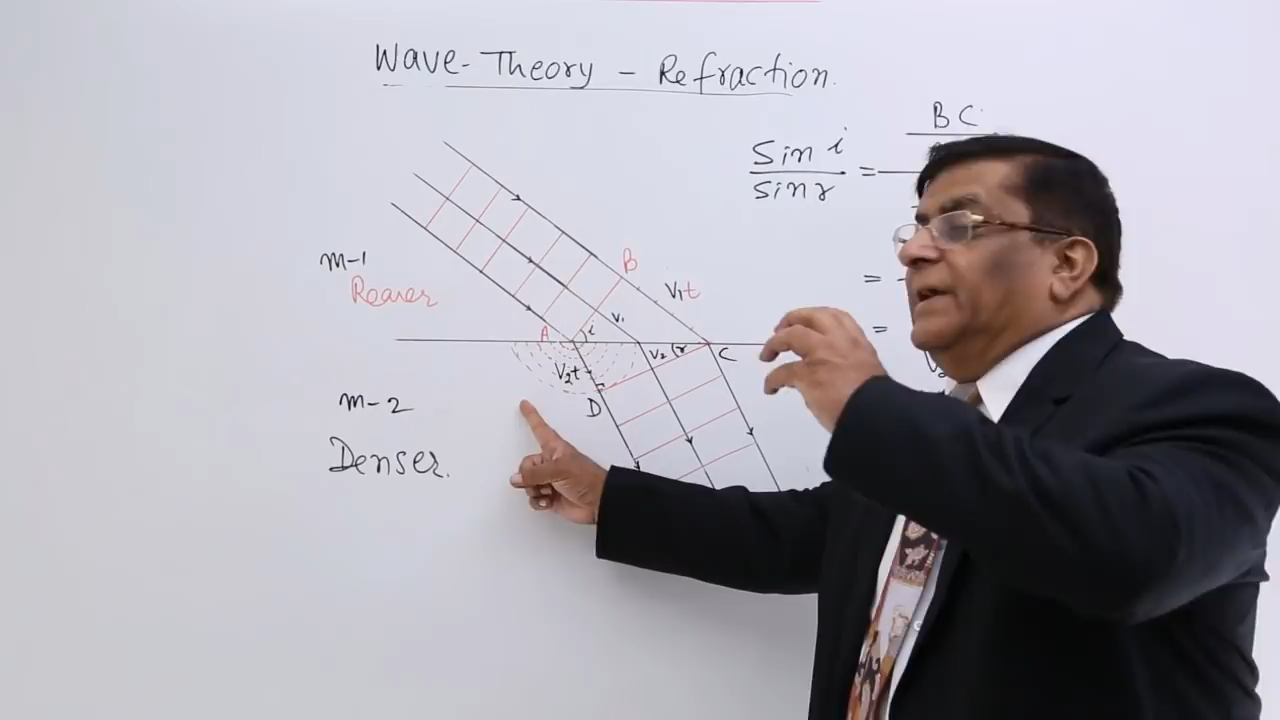 Wave-Theory - Refraction.
BC
Sin i
=
sin r
B
m-1
V1t
Rearer
=
V1
A
i
=
V2
r
C
V2t
m-2
D
Denser.